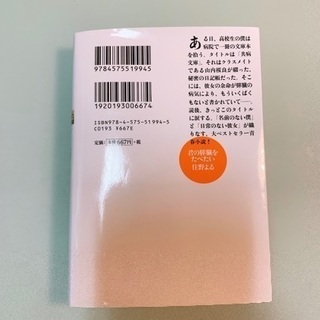 ある日、高校生の僕は
病院で一冊の文庫本
を拾う。タイトルは「共病
文庫」。それはクラスメイト
である山内桜良が綴った、
秘密の日記帳だった。そこ
には、彼女の余命が膵臓の
病気により、もういくばく
もないと書かれていて――。
読後、きっとこのタイトル
に涙する。「名前のない僕」
と「日常のない彼女」が織
りなす、大ベストセラー青
春小説!
君の膵臓を
たべたい
住野よる
9784575519945
1920193006674
ISBN978-4-575-51994-5
C0193 ¥667E
定価:本体667円+税